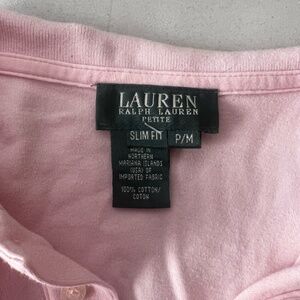 LAUREN
RALPH LAUREN
PETITE
SLIM FIT P/M
MADE IN
NORTHERN
MARIANA ISLANDS
(USA) OF
IMPORTED FABRIC
100% COTTON/
COTON